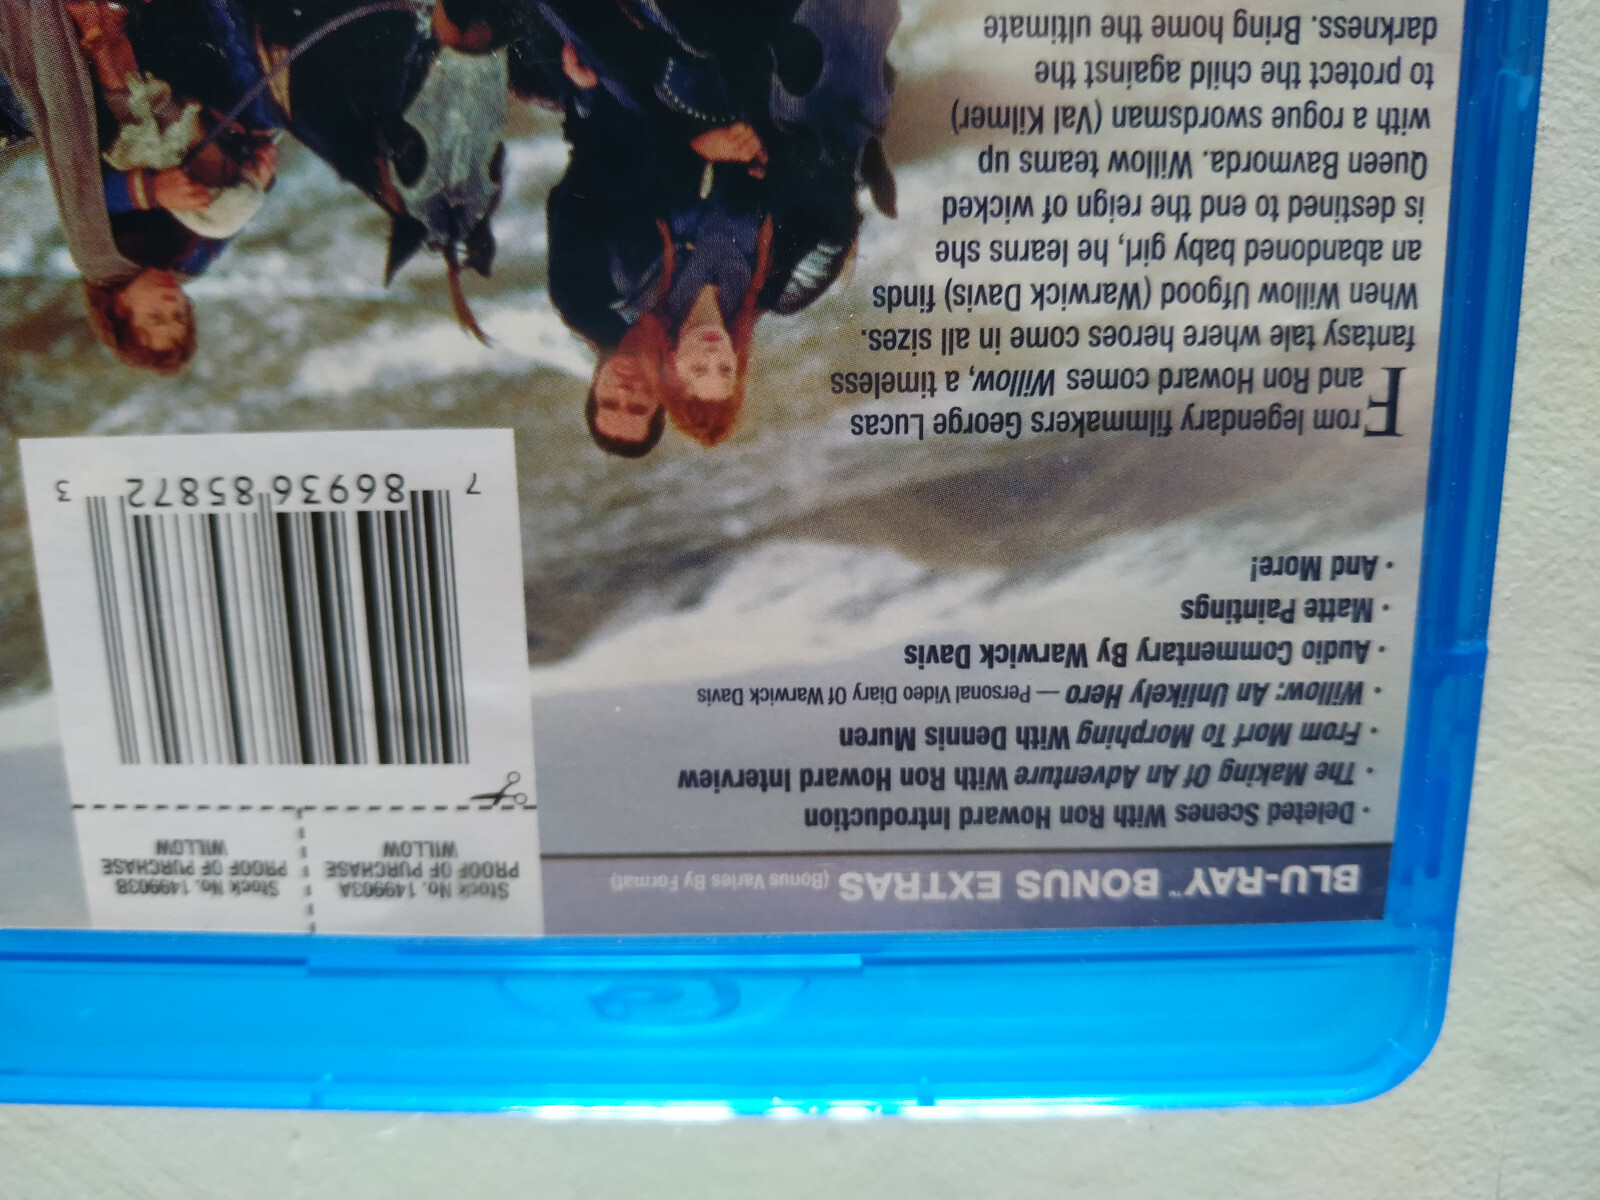 BLU-RAY™ BONUS EXTRAS (Bonus Varies By Format)
• Deleted Scenes With Ron Howard Introduction
• The Making Of An Adventure With Ron Howard Interview
• From Morf To Morphing With Dennis Muren
• Willow: An Unlikely Hero — Personal Video Diary Of Warwick Davis
• Audio Commentary By Warwick Davis
• Matte Paintings
• And More!
From legendary filmmakers George Lucas
and Ron Howard comes Willow, a timeless
fantasy tale where heroes come in all sizes.
When Willow Ufgood (Warwick Davis) finds
an abandoned baby girl, he learns she
is destined to end the reign of wicked
Queen Bavmorda. Willow teams up
with a rogue swordsman (Val Kilmer)
to protect the child against the
darkness. Bring home the ultimate
Stock No. 149903A
PROOF OF PURCHASE
WILLOW
Stock No. 149903B
PROOF OF PURCHASE
WILLOW
7 86936 85872 3